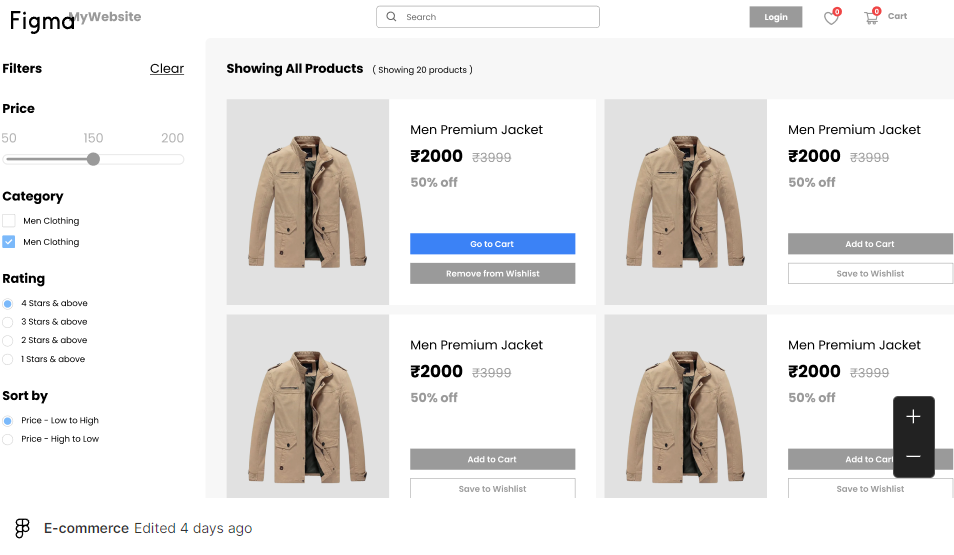 Figma
MyWebsite
Search
Login
0
0
Cart
Filters
Clear
Price
50 150 200
Category
Men Clothing
Men Clothing
Rating
4 Stars & above
3 Stars & above
2 Stars & above
1 Stars & above
Sort by
Price - Low to High
Price - High to Low
Showing All Products ( Showing 20 products )
Men Premium Jacket
₹2000 ₹3999
50% off
Go to Cart
Remove from Wishlist
Men Premium Jacket
₹2000 ₹3999
50% off
Add to Cart
Save to Wishlist
Men Premium Jacket
₹2000 ₹3999
50% off
Add to Cart
Save to Wishlist
Men Premium Jacket
₹2000 ₹3999
50% off
Add to Cart
Save to Wishlist
E-commerce Edited 4 days ago